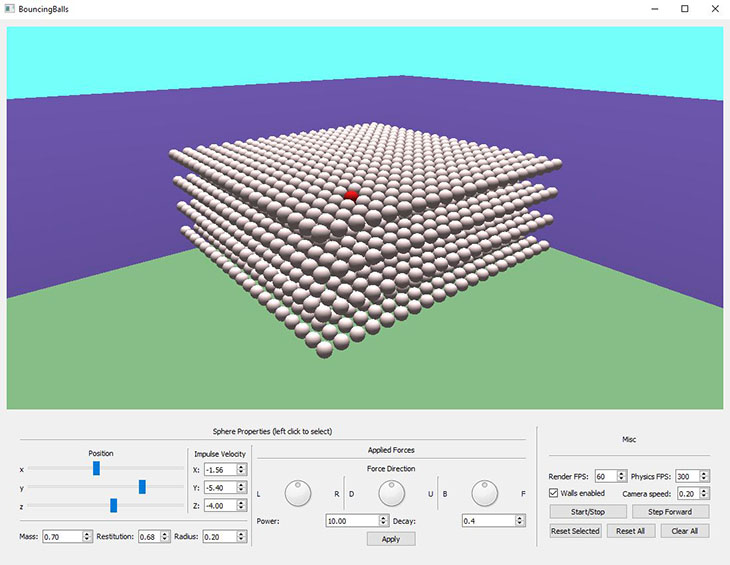 BouncingBalls
Sphere Properties (left click to select)
Position
x
y
z
Impulse Velocity
X: -1.56
Y: -5.40
Z: -4.00
Mass: 0.70 Restitution: 0.68 Radius: 0.20
Applied Forces
Force Direction
L R D U B F
Power: 10.00 Decay: 0.4
Apply
Misc
Render FPS: 60 Physics FPS: 300
Walls enabled Camera speed: 0.20
Start/Stop Step Forward
Reset Selected Reset All Clear All